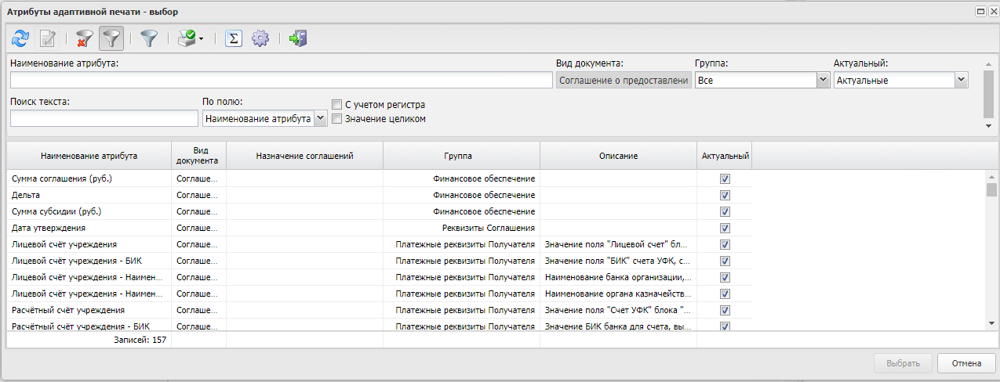 Атрибуты адаптивной печати - выбор
Наименование атрибута: Вид документа: Группа: Актуальный:
Соглашение о предоставлени Все Актуальные
Поиск текста: По полю: С учетом регистра
Наименование атрибута Значение целиком
Наименование атрибута Вид документа Назначение соглашений Группа Описание Актуальный
Сумма соглашения (руб.) Соглаше... Финансовое обеспечение
Дельта Соглаше... Финансовое обеспечение
Сумма субсидии (руб.) Соглаше... Финансовое обеспечение
Дата утверждения Соглаше... Реквизиты Соглашения
Лицевой счёт учреждения Соглаше... Платежные реквизиты Получателя Значение поля "Лицевой счет" бл...
Лицевой счёт учреждения - БИК Соглаше... Платежные реквизиты Получателя Значение поля "БИК" счета УФК, с...
Лицевой счёт учреждения - Наимен... Соглаше... Платежные реквизиты Получателя Наименование банка организации,...
Лицевой счёт учреждения - Наимен... Соглаше... Платежные реквизиты Получателя Наименование органа казначейств...
Расчётный счёт учреждения Соглаше... Платежные реквизиты Получателя Значение поля "Счет УФК" блока "...
Расчётный счёт учреждения - БИК Соглаше... Платежные реквизиты Получателя Значение БИК банка для счета, вы...
Записей: 157
Выбрать Отмена